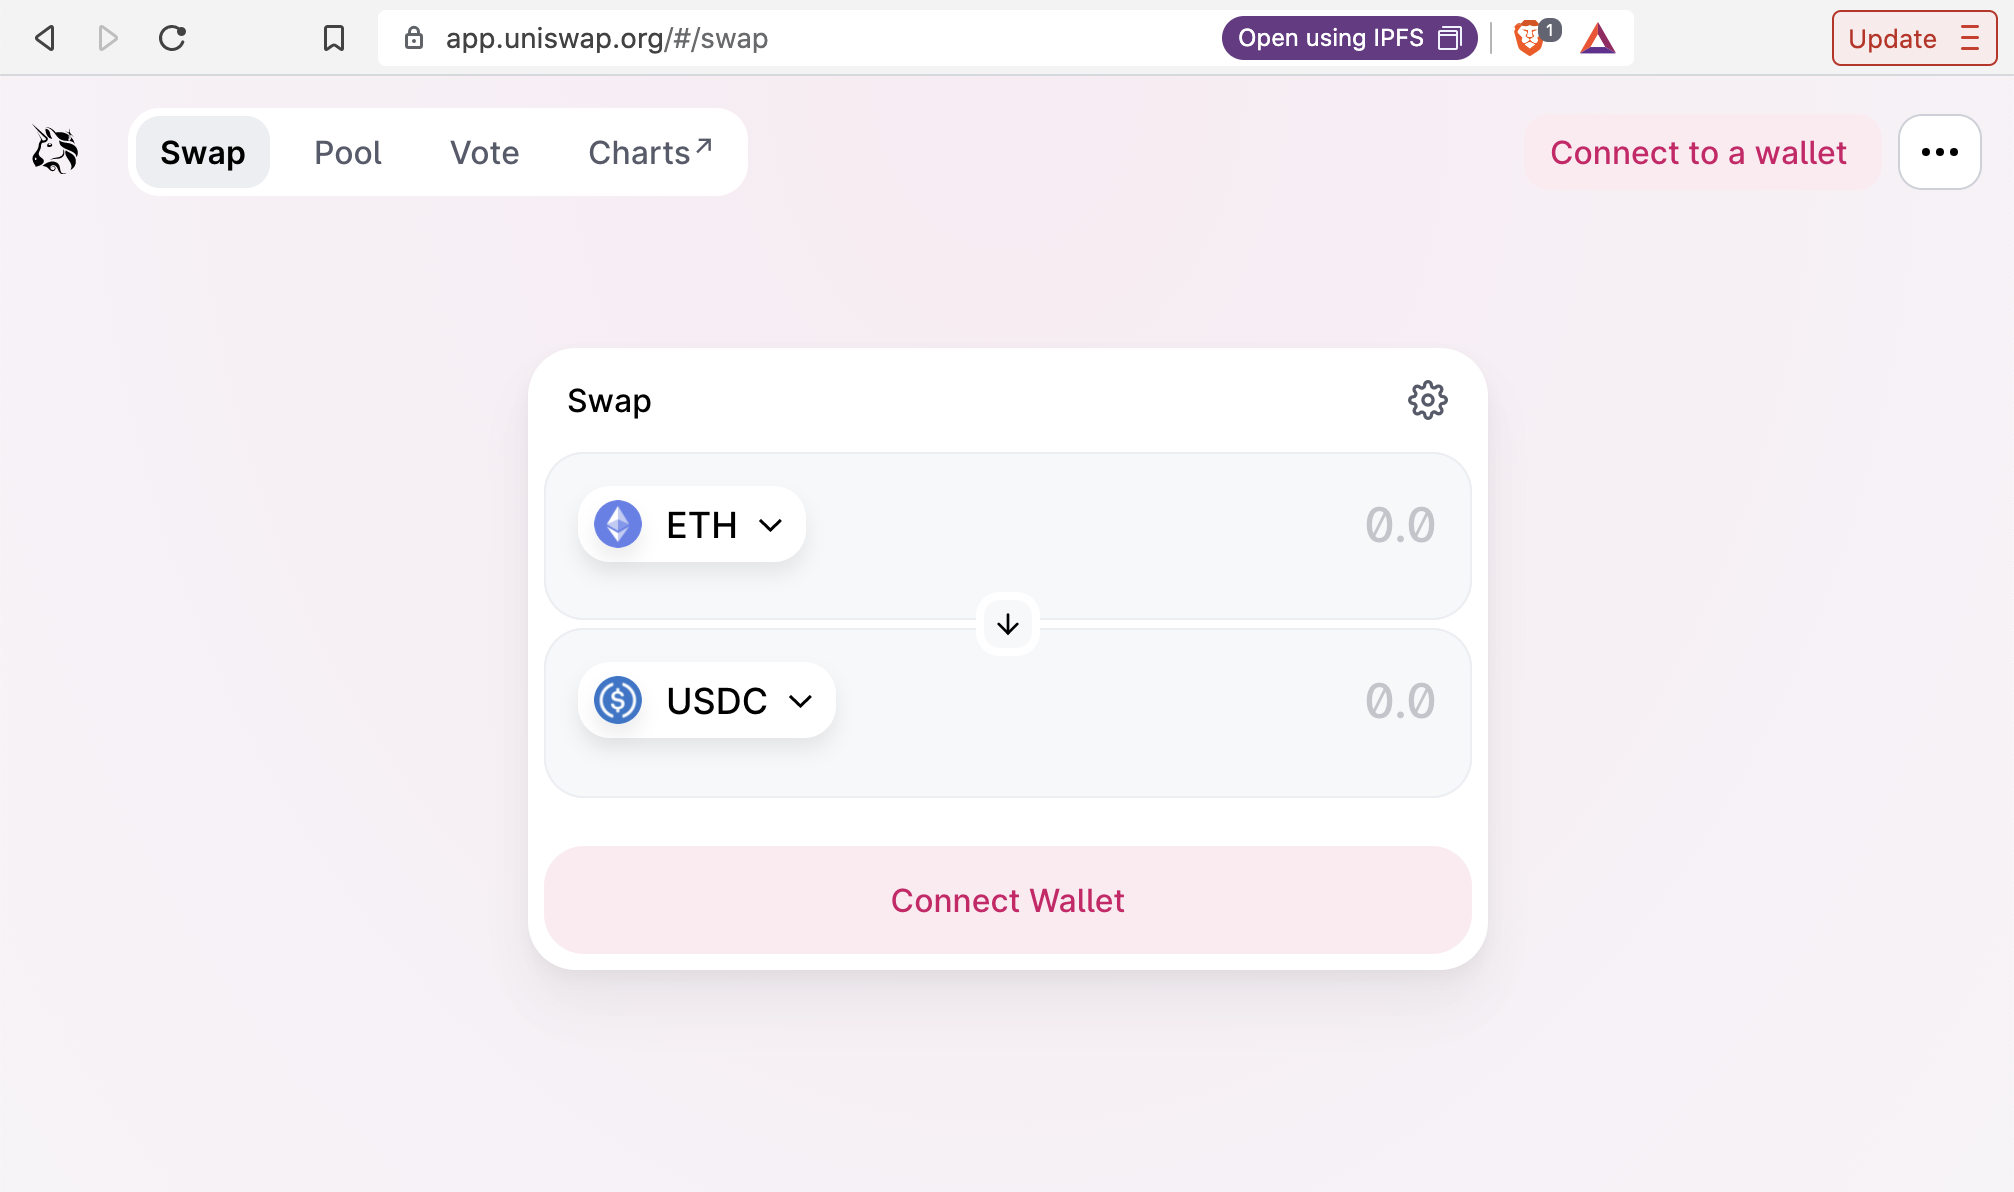 app.uniswap.org/#/swap
Open using IPFS
1
Update
Swap
Pool
Vote
Charts↗
Connect to a wallet
Swap
ETH
0.0
USDC
0.0
Connect Wallet